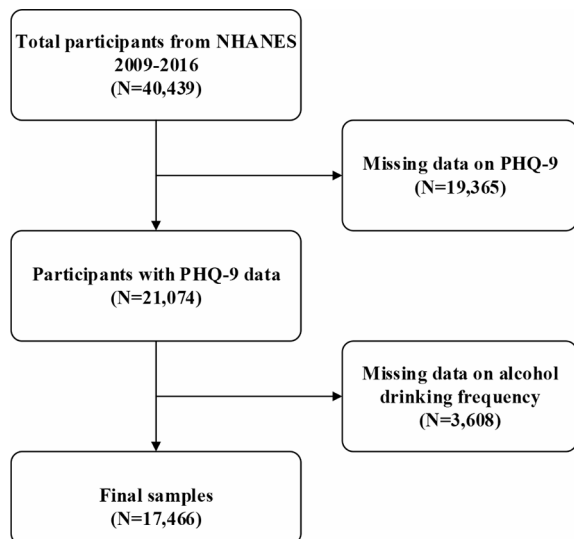 Total participants from NHANES
2009-2016
(N=40,439)
Missing data on PHQ-9
(N=19,365)
Participants with PHQ-9 data
(N=21,074)
Missing data on alcohol
drinking frequency
(N=3,608)
Final samples
(N=17,466)